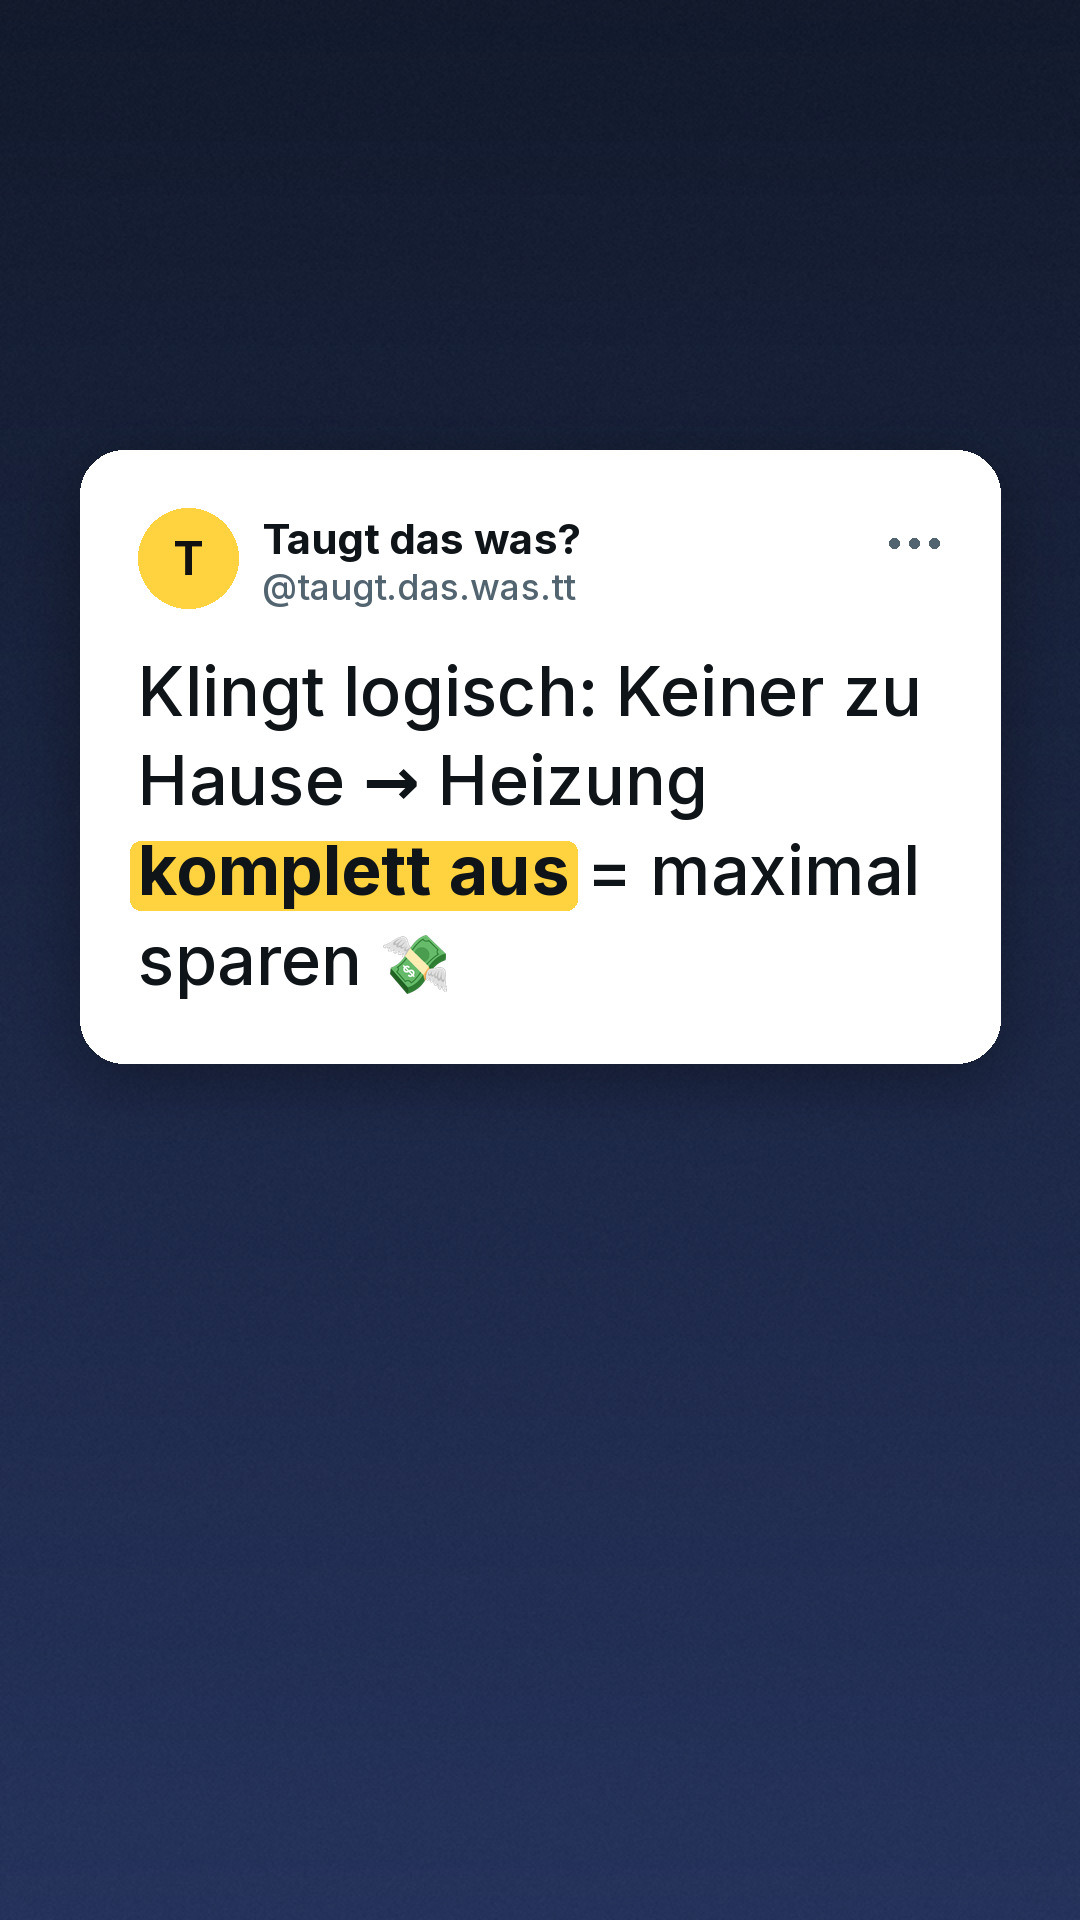 T
Taugt das was?
@taugt.das.was.tt
Klingt logisch: Keiner zu
Hause → Heizung
komplett aus = maximal
sparen 💸